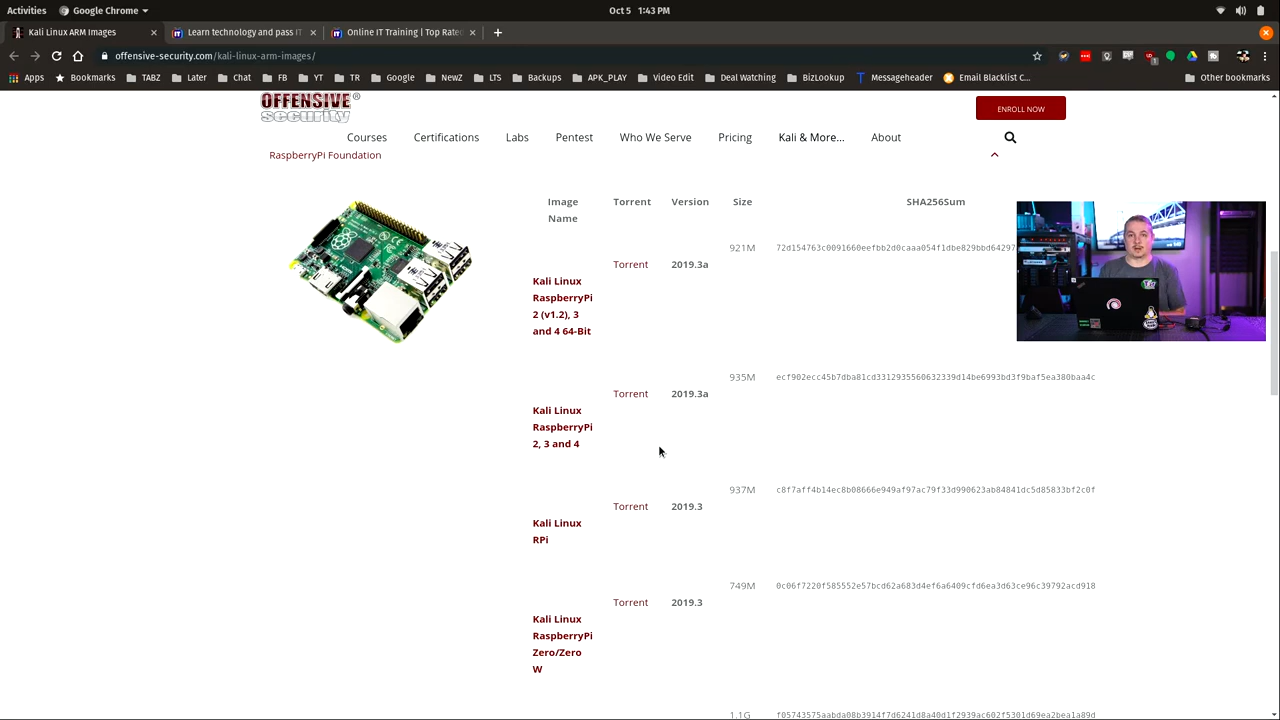 Activities
Google Chrome
Oct 5 1:43 PM
Kali Linux ARM Images
Learn technology and pass IT
Online IT Training | Top Rate
offensive-security.com/kali-linux-arm-images/
Apps
Bookmarks
TABZ
Later
Chat
FB
YT
TR
Google
NewZ
LTS
Backups
APK_PLAY
Video Edit
Deal Watching
BizLookup
Messageheader
Email Blacklist C...
Other bookmarks
OFFENSIVE®
security
ENROLL NOW
Courses
Certifications
Labs
Pentest
Who We Serve
Pricing
Kali & More...
About
RaspberryPi Foundation
Image
Name
Torrent
Version
Size
SHA256Sum
921M
72d154763c0091660eefbb2d0caaa054f1dbe829bbd64297
Torrent
2019.3a
Kali Linux
RaspberryPi
2 (v1.2), 3
and 4 64-Bit
935M
ecf902ecc45b7dba81cd3312935560632339d14be6993bd3f9baf5ea380baa4c
Torrent
2019.3a
Kali Linux
RaspberryPi
2, 3 and 4
937M
c8f7aff4b14ec8b08666e949af97ac79f33d990623ab84841dc5d85833bf2c0f
Torrent
2019.3
Kali Linux
RPi
749M
0c06f7220f585552e57bcd62a683d4ef6a6409cfd6ea3d63ce96c39792acd918
Torrent
2019.3
Kali Linux
RaspberryPi
Zero/Zero
W
1.1G
f05743575aabda08b3914f7d6241d8a40d1f2939ac602f5301d69ea2bea1a89d